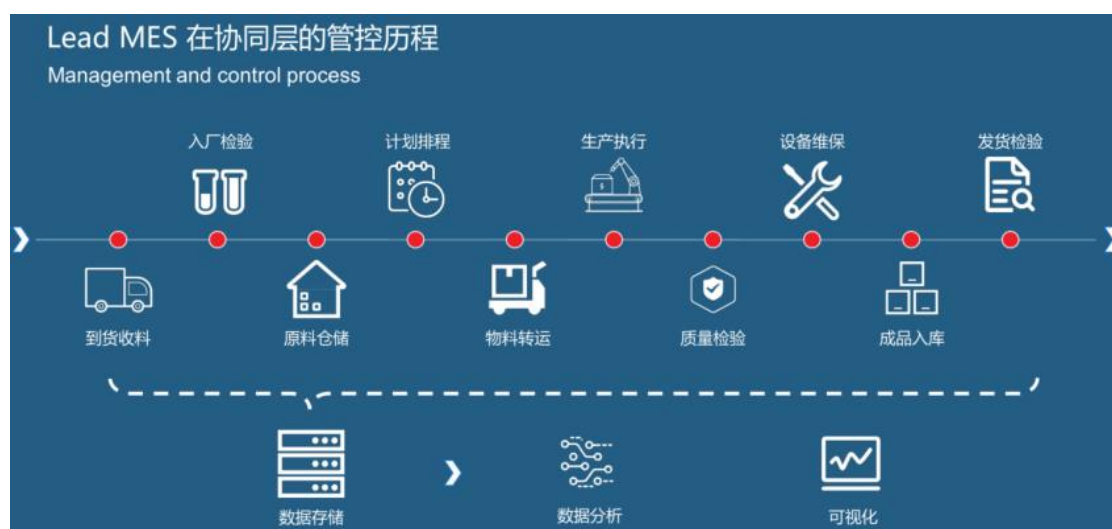 Lead MES 在协同层的管控历程
Management and control process
入厂检验 计划排程 生产执行 设备维保 发货检验
到货收料 原料仓储 物料转运 质量检验 成品入库
数据存储 数据分析 可视化